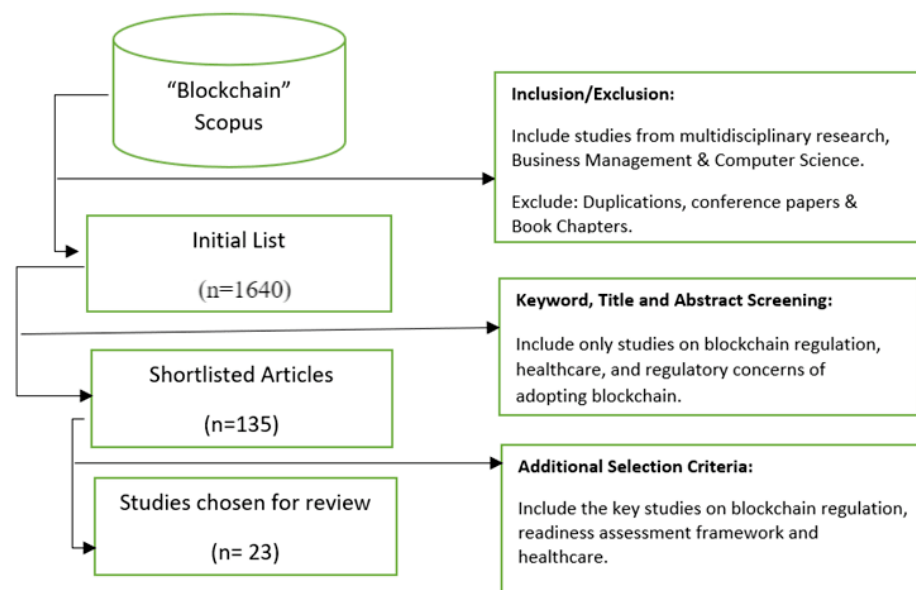 “Blockchain”
Scopus
Inclusion/Exclusion:
Include studies from multidisciplinary research,
Business Management & Computer Science.
Exclude: Duplications, conference papers &
Book Chapters.
Initial List
(n=1640)
Keyword, Title and Abstract Screening:
Include only studies on blockchain regulation,
healthcare, and regulatory concerns of
adopting blockchain.
Shortlisted Articles
(n=135)
Additional Selection Criteria:
Include the key studies on blockchain regulation,
readiness assessment framework and
healthcare.
Studies chosen for review
(n= 23)